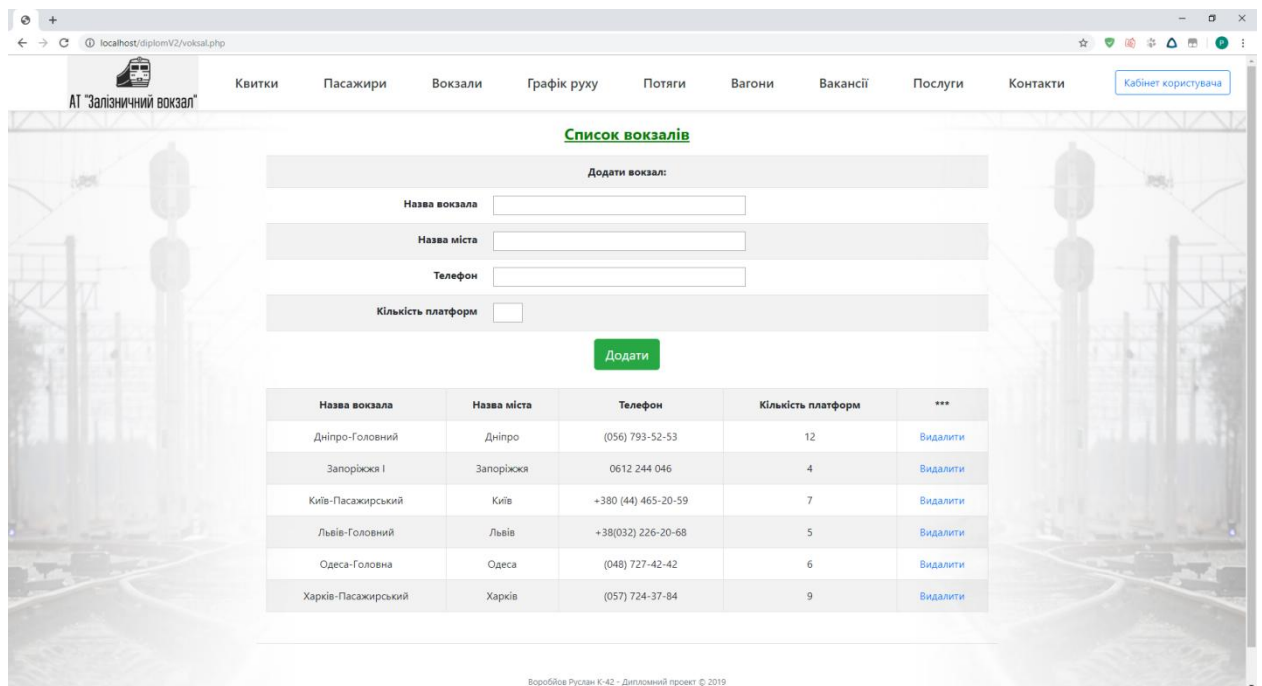 localhost/diplomV2/voksal.php
АТ "Залізничний вокзал"
Квитки Пасажири Вокзали Графік руху Потяги Вагони Вакансії Послуги Контакти Кабінет користувача
Список вокзалів
Додати вокзал:
Назва вокзала
Назва міста
Телефон
Кількість платформ
Додати
Назва вокзала Назва міста Телефон Кількість платформ ***
Дніпро-Головний Дніпро (056) 793-52-53 12 Видалити
Запоріжжя І Запоріжжя 0612 244 046 4 Видалити
Київ-Пасажирський Київ +380 (44) 465-20-59 7 Видалити
Львів-Головний Львів +38(032) 226-20-68 5 Видалити
Одеса-Головна Одеса (048) 727-42-42 6 Видалити
Харків-Пасажирський Харків (057) 724-37-84 9 Видалити
Воробйов Руслан К-42 - Дипломний проект © 2019